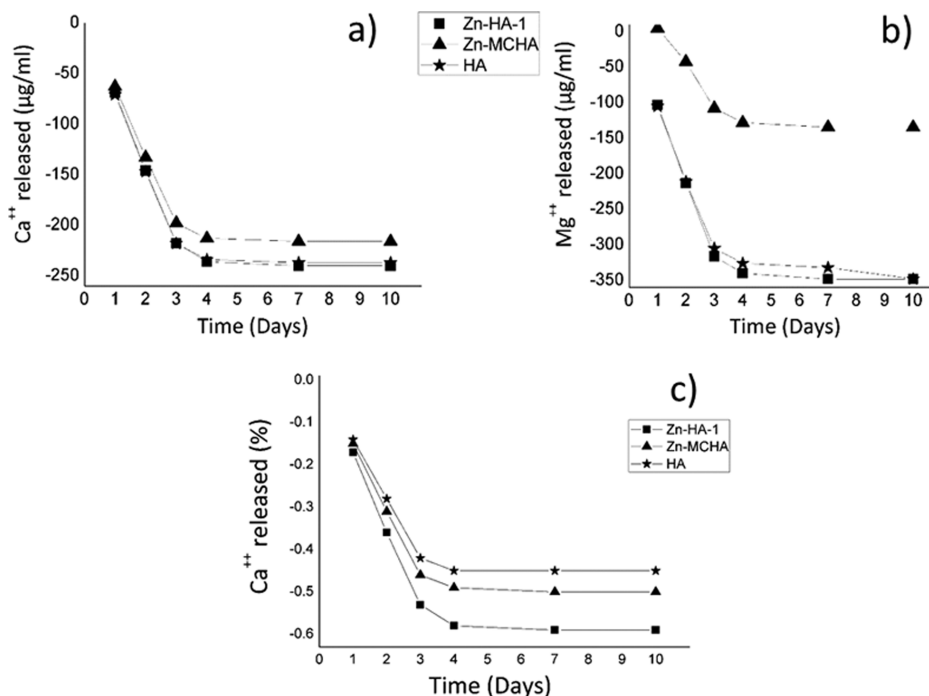 a)
Zn-HA-1
Zn-MCHA
HA
b)
Ca++ released (µg/ml)
0
-50
-100
-150
-200
-250
0 1 2 3 4 5 6 7 8 9 10
Time (Days)
Mg++ released (µg/ml)
0
-50
-100
-150
-200
-250
-300
-350
0 1 2 3 4 5 6 7 8 9 10
Time (Days)
c)
Zn-HA-1
Zn-MCHA
HA
Ca++ released (%)
0.0
-0.1
-0.2
-0.3
-0.4
-0.5
-0.6
0 1 2 3 4 5 6 7 8 9 10
Time (Days)